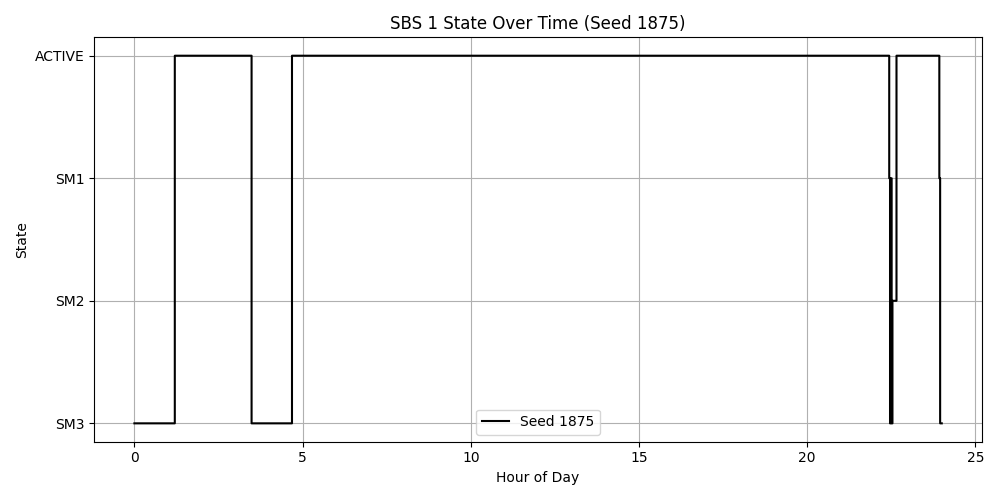 SBS 1 State Over Time (Seed 1875)
ACTIVE
SM1
SM2
SM3
State
Seed 1875
0 5 10 15 20 25
Hour of Day